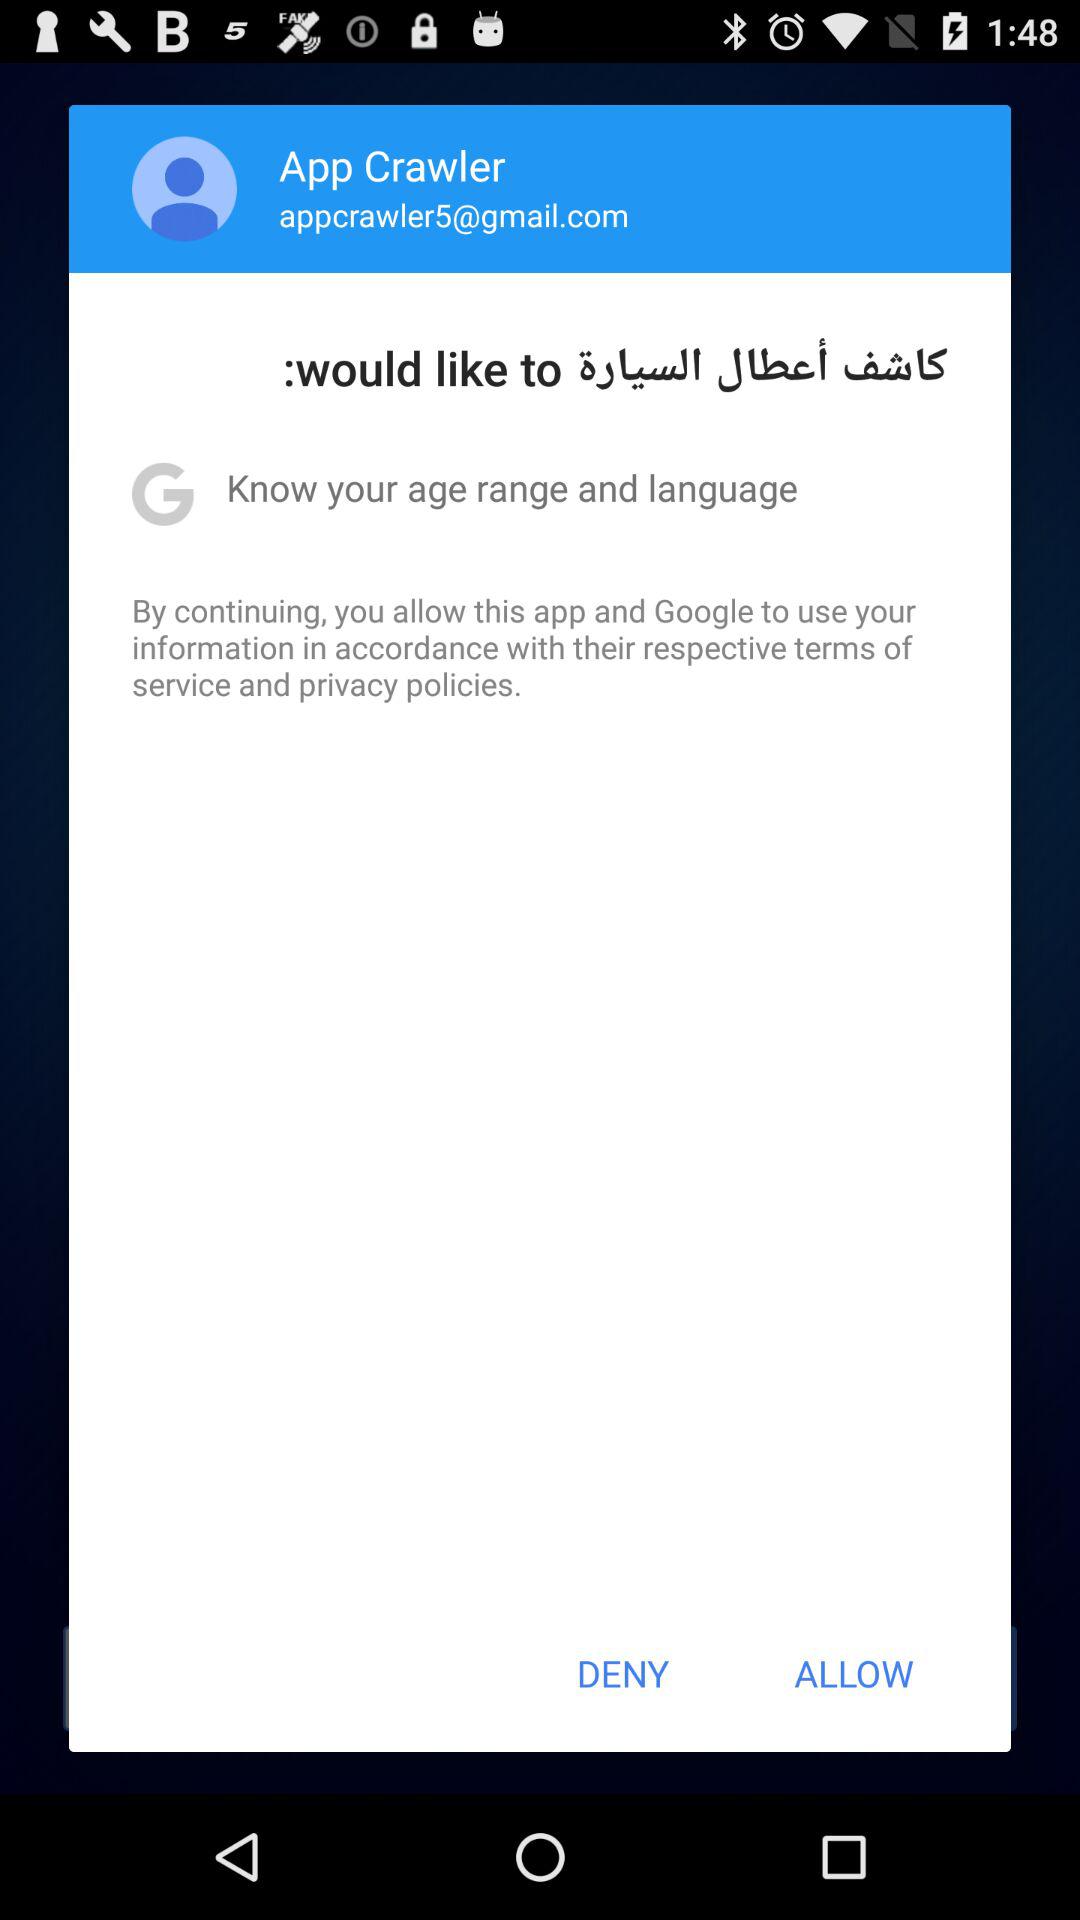 1:48
App Crawler
appcrawler5@gmail.com
كاشف أعطال السيارة would like to:
Know your age range and language
By continuing, you allow this app and Google to use your
information in accordance with their respective terms of
service and privacy policies.
DENY ALLOW